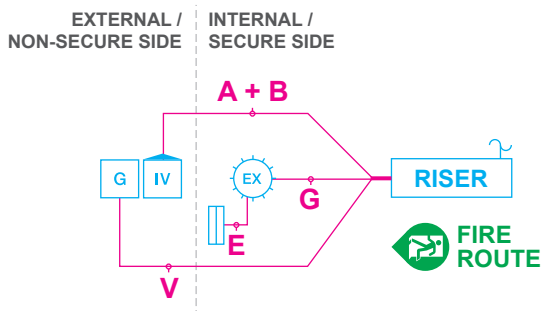 EXTERNAL /
NON-SECURE SIDE
INTERNAL /
SECURE SIDE
A + B
G
IV
EX
G
RISER
E
V
FIRE
ROUTE